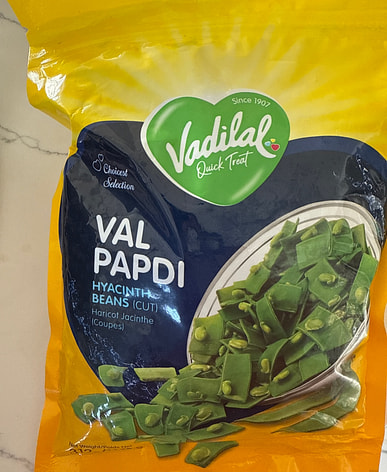 Since 1907
Vadilal
Quick Treat
Choicest
Selection
VAL
PAPDI
HYACINTH
BEANS (CUT)
Haricot Jacinthe
(Coupes)